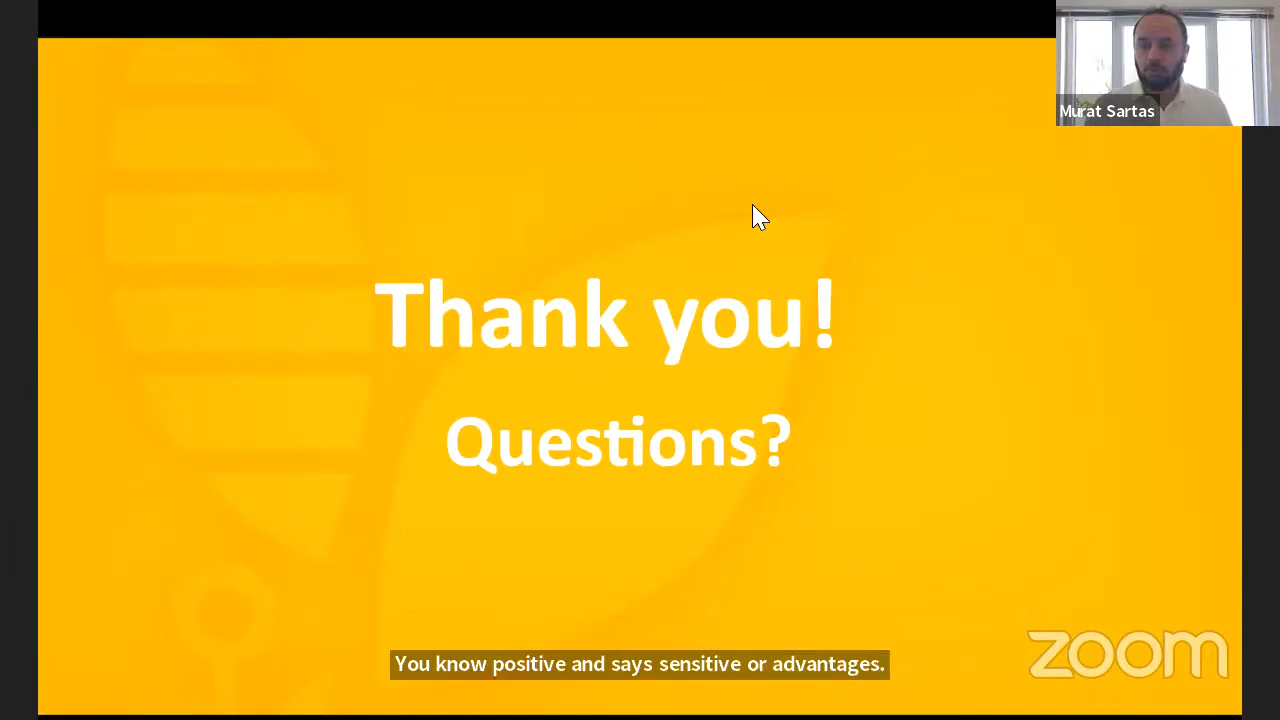 Murat Sartas
Thank you!
Questions?
You know positive and says sensitive or advantages.
zoom